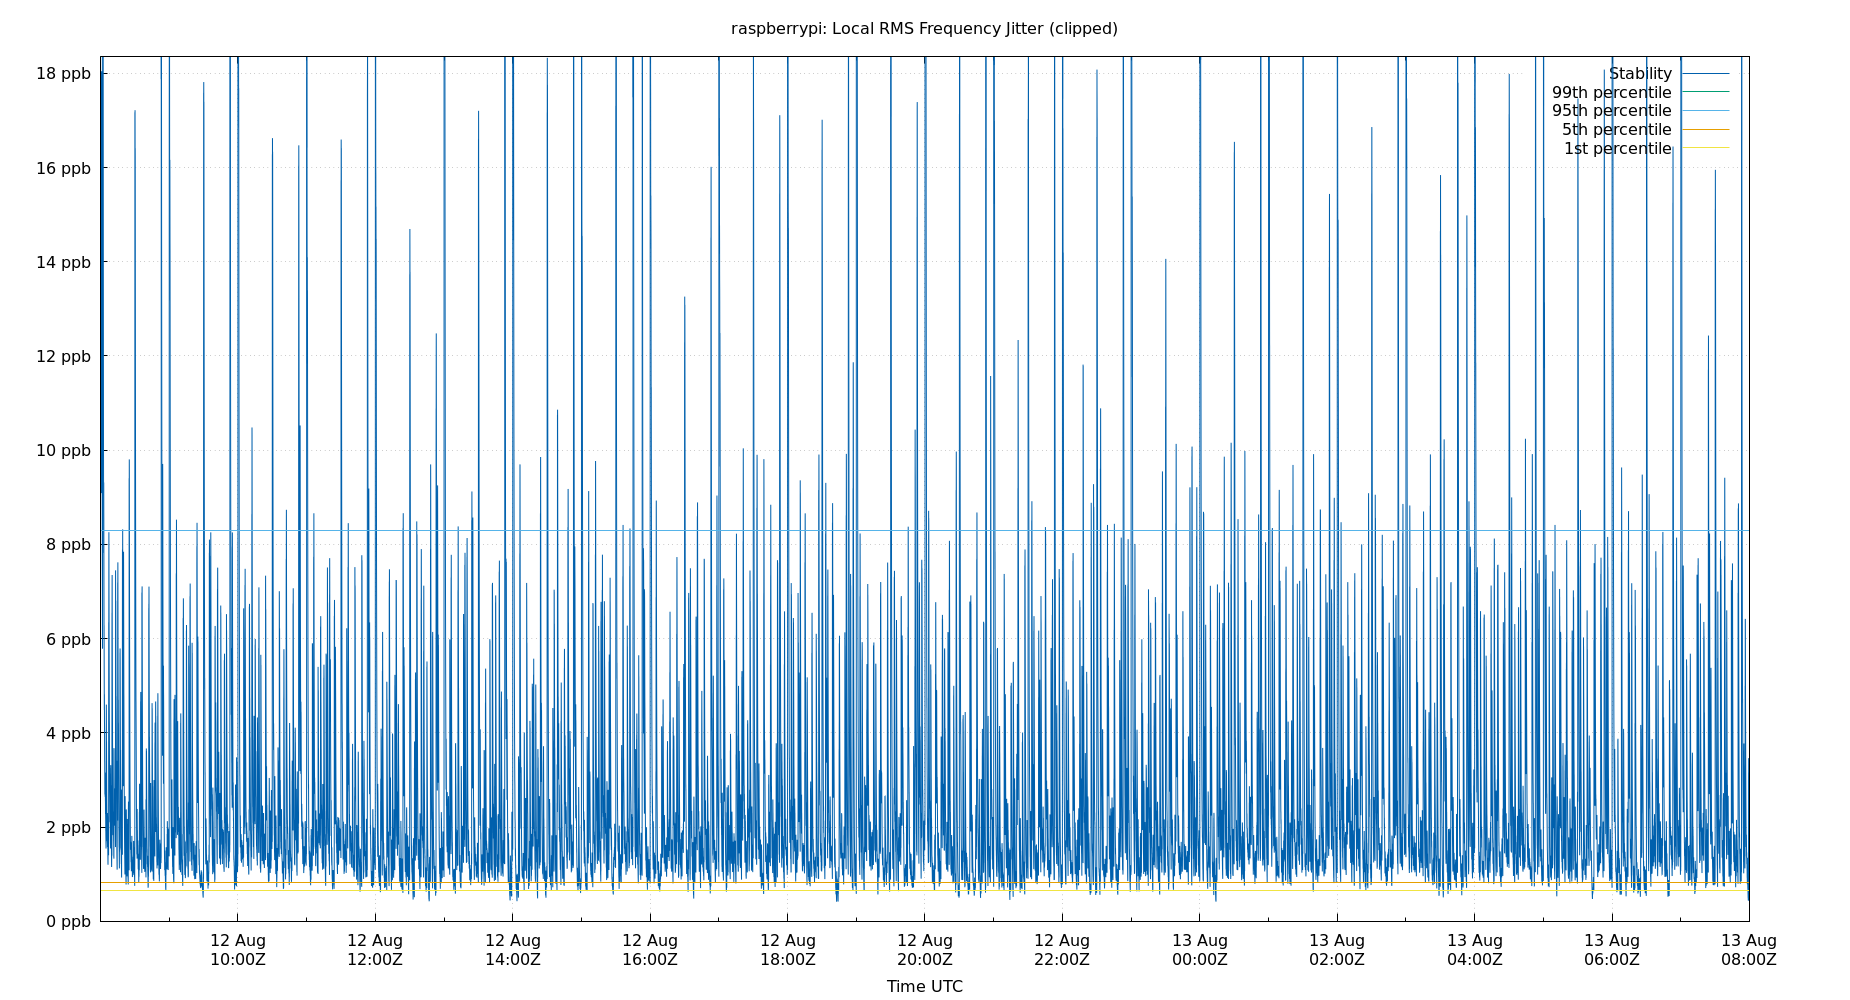 raspberrypi: Local RMS Frequency Jitter (clipped)
18 ppb
16 ppb
14 ppb
12 ppb
10 ppb
8 ppb
6 ppb
4 ppb
2 ppb
0 ppb
Stability
99th percentile
95th percentile
5th percentile
1st percentile
12 Aug
10:00Z
12 Aug
12:00Z
12 Aug
14:00Z
12 Aug
16:00Z
12 Aug
18:00Z
12 Aug
20:00Z
12 Aug
22:00Z
13 Aug
00:00Z
13 Aug
02:00Z
13 Aug
04:00Z
13 Aug
06:00Z
13 Aug
08:00Z
Time UTC